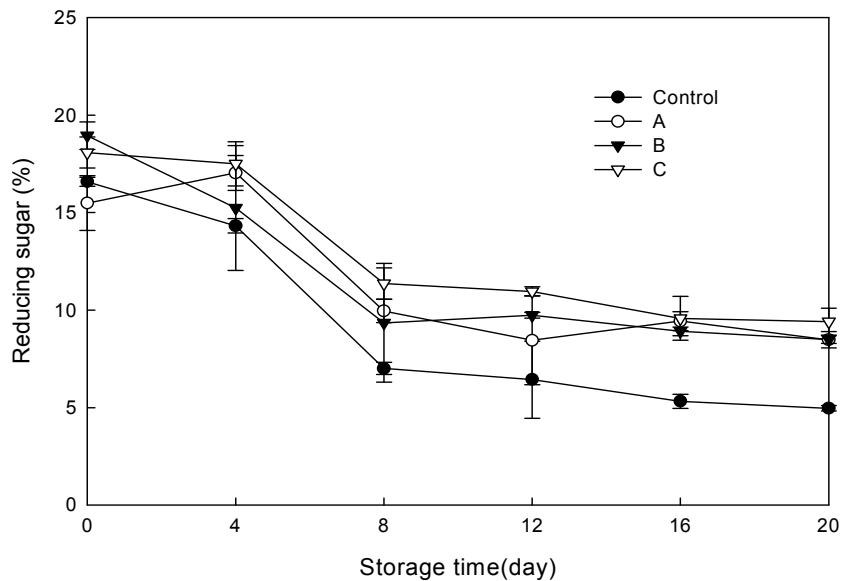 25
20
15
10
5
0
Reducing sugar (%)
Control
A
B
C
0 4 8 12 16 20
Storage time(day)